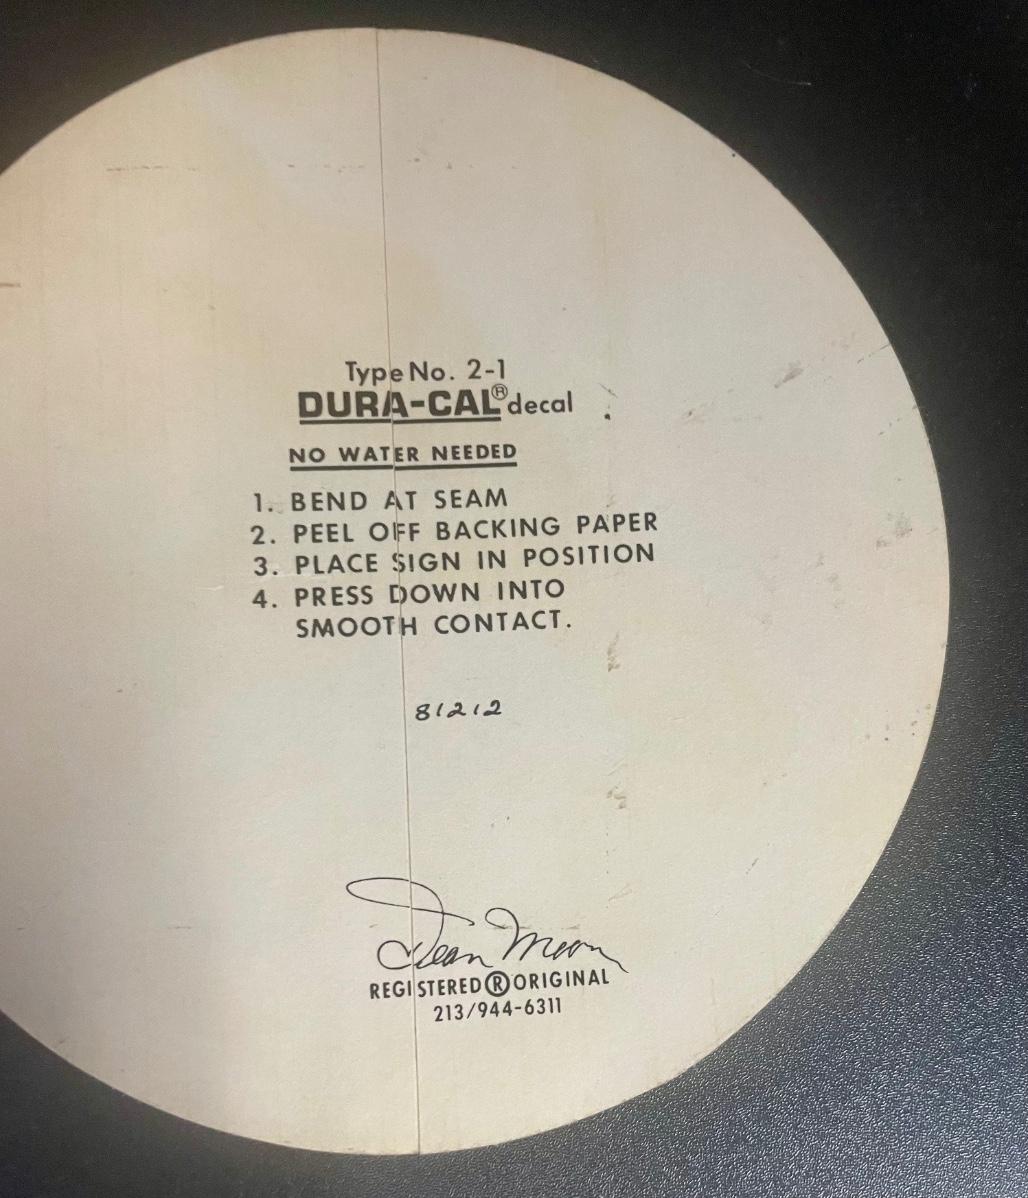 Type No. 2-1
DURA-CAL® decal
NO WATER NEEDED
1. BEND AT SEAM
2. PEEL OFF BACKING PAPER
3. PLACE SIGN IN POSITION
4. PRESS DOWN INTO
SMOOTH CONTACT.
81212
Dean Moon
REGISTERED ® ORIGINAL
213/944-6311